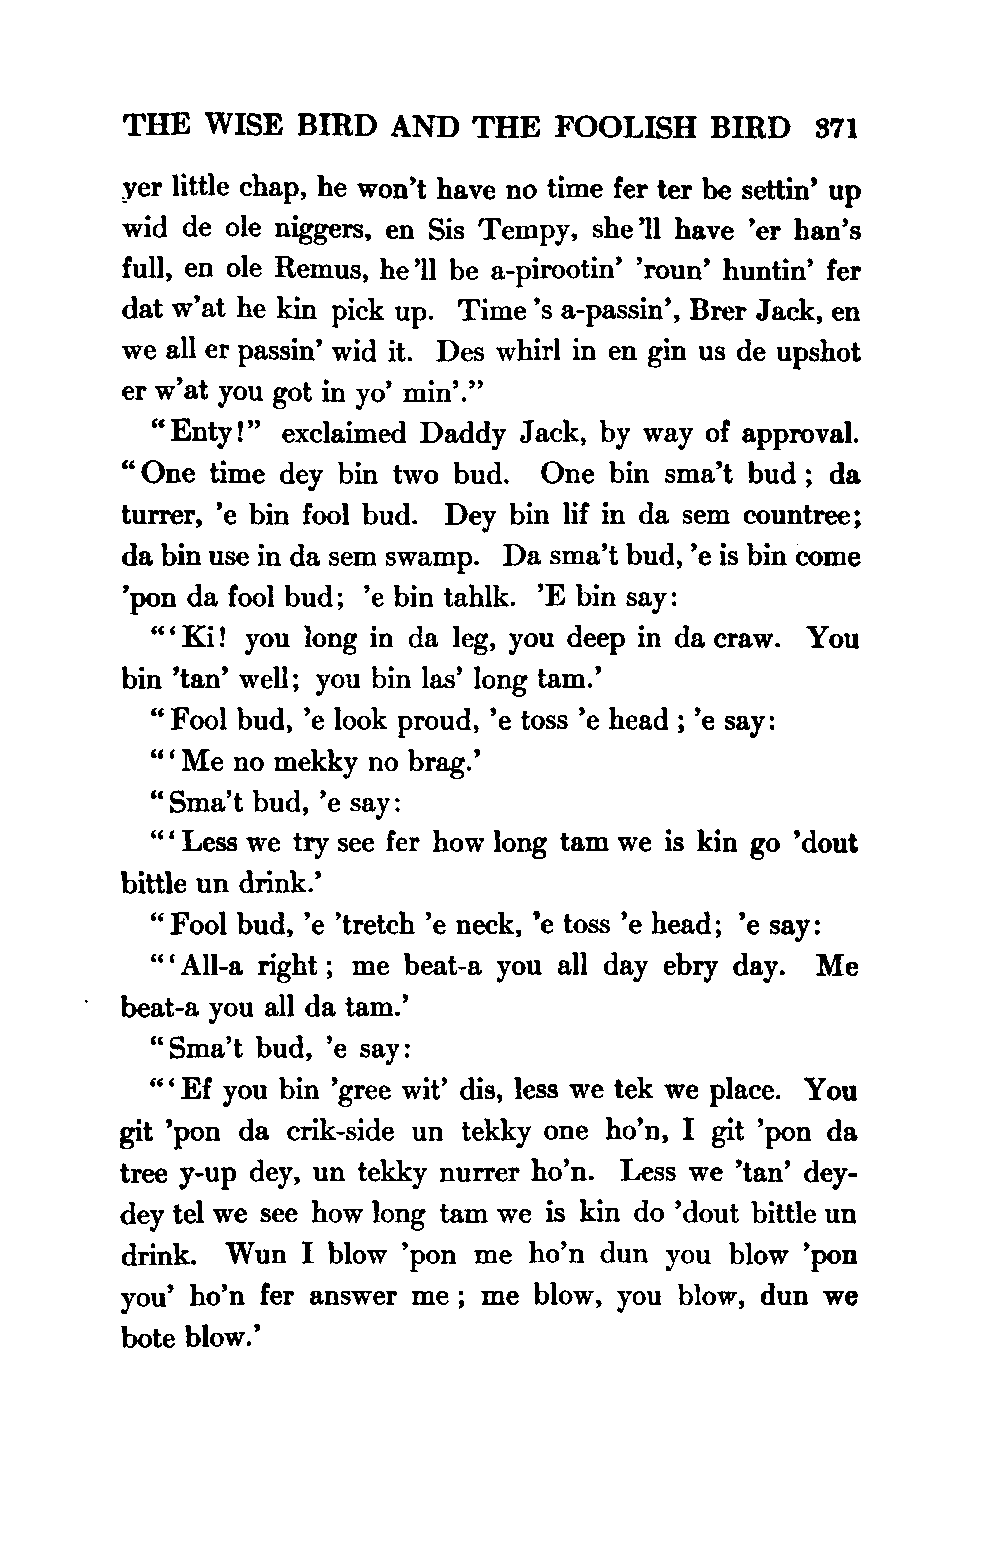 THE WISE BIRD AND THE FOOLISH BIRD 371
yer little chap, he won't have no time fer ter be settin' up
wid de ole niggers, en Sis Tempy, she'll have 'er han's
full, en ole Remus, he'll be a-pirootin' 'roun' huntin' fer
dat w'at he kin pick up. Time's a-passin', Brer Jack, en
we all er passin' wid it. Des whirl in en gin us de upshot
er w'at you got in yo' min'."
"Enty!" exclaimed Daddy Jack, by way of approval.
"One time dey bin two bud. One bin sma't bud; da
turrer, 'e bin fool bud. Dey bin lif in da sem countree;
da bin use in da sem swamp. Da sma't bud, 'e is bin come
'pon da fool bud; 'e bin tahlk. 'E bin say:
"'Ki! you long in da leg, you deep in da craw. You
bin 'tan' well; you bin las' long tam.'
"Fool bud, 'e look proud, 'e toss 'e head; 'e say:
"'Me no mekky no brag.'
"Sma't bud, 'e say:
"'Less we try see fer how long tam we is kin go 'dout
bittle un drink.'
"Fool bud, 'e 'tretch 'e neck, 'e toss 'e head; 'e say:
"'All-a right; me beat-a you all day ebry day. Me
beat-a you all da tam.'
"Sma't bud, 'e say:
"'Ef you bin 'gree wit' dis, less we tek we place. You
git 'pon da crik-side un tekky one ho'n, I git 'pon da
tree y-up dey, un tekky nurrer ho'n. Less we 'tan' dey-
dey tel we see how long tam we is kin do 'dout bittle un
drink. Wun I blow 'pon me ho'n dun you blow 'pon
you' ho'n fer answer me; me blow, you blow, dun we
bote blow.'